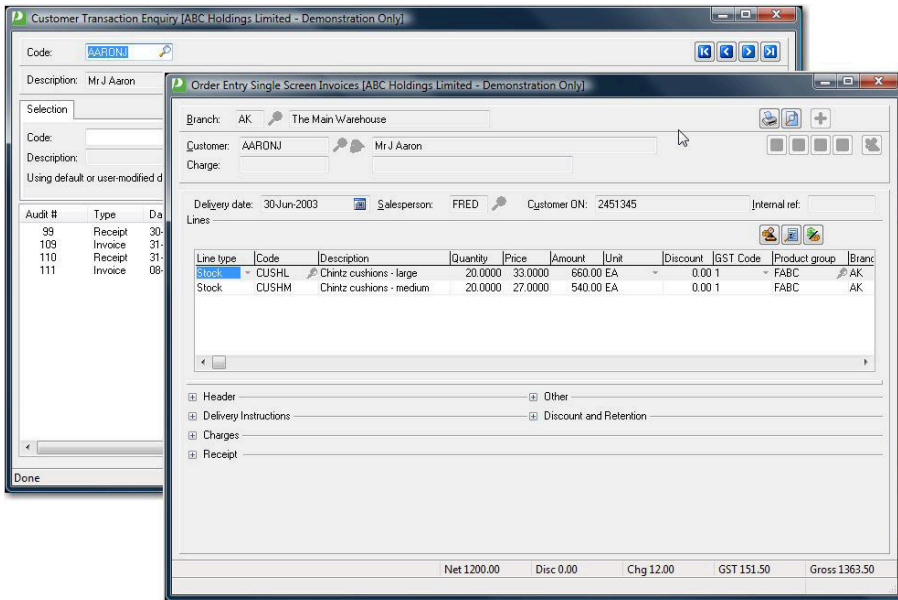 Customer Transaction Enquiry [ABC Holdings Limited - Demonstration Only]
Code: AARONJ
Description: Mr J Aaron
Selection
Code:
Description:
Using default or user-modified d
Audit # Type Da
99 Receipt 30-
109 Invoice 31-
110 Receipt 31-
111 Invoice 08-
Done
Order Entry Single Screen Invoices [ABC Holdings Limited - Demonstration Only]
Branch: AK The Main Warehouse
Customer: AARONJ Mr J Aaron
Charge:
Delivery date: 30-Jun-2003 Salesperson: FRED Customer ON: 2451345 Internal ref:
Lines
Line type Code Description Quantity Price Amount Unit Discount GST Code Product group Branc
Stock CUSHL Chintz cushions - large 20.0000 33.0000 660.00 EA 0.00 1 FABC AK
Stock CUSHM Chintz cushions - medium 20.0000 27.0000 540.00 EA 0.00 1 FABC AK
Header Other
Delivery Instructions Discount and Retention
Charges
Receipt
Net 1200.00 Disc 0.00 Chg 12.00 GST 151.50 Gross 1363.50